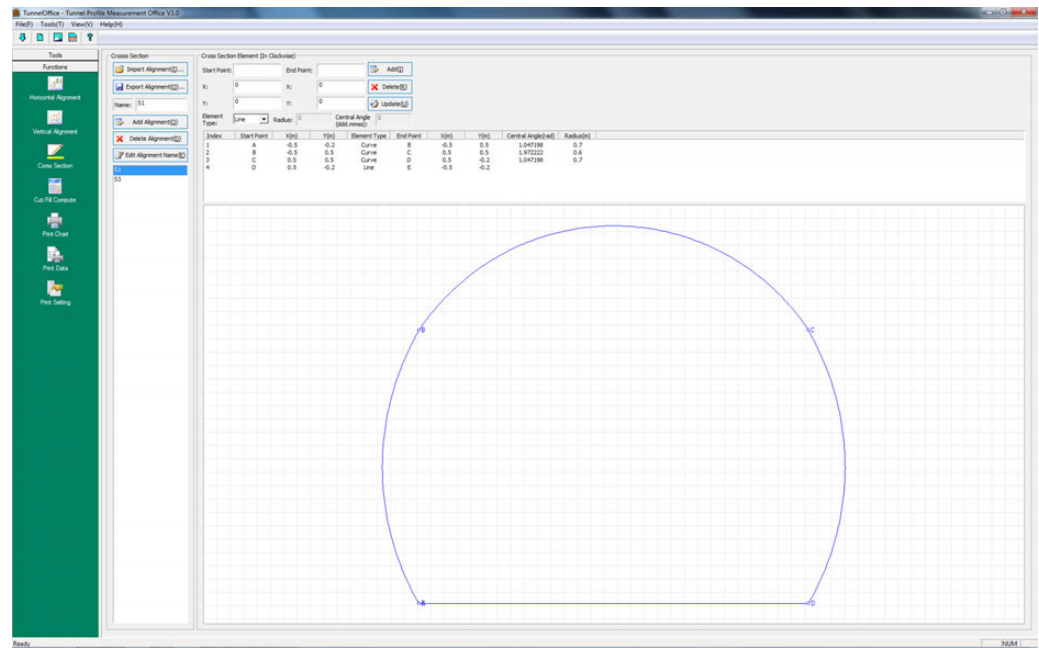 TunnelOffice - Tunnel Profile Measurement Office V3.0
File(F) Tools(T) View(V) Help(H)
Tools
Functions
Horizontal Alignment
Vertical Alignment
Cross Section
Cut/Fill Compute
Print Chart
Print Data
Print Setting
Cross Section
Import Alignment(I)...
Export Alignment(O)...
Name: S1
Add Alignment(Q)
Delete Alignment(D)
Edit Alignment Name(E)
S1
S3
Cross Section Element (In Clockwise)
Start Point: End Point: Add(I)
X: 0 X: 0 Delete(R)
Y: 0 Y: 0 Update(U)
Element Type: Line Radius: 0 Central Angle (ddd.mmss): 0
Index Start Point X(m) Y(m) Element Type End Point X(m) Y(m) Central Angle(rad) Radius(m)
1 A -0.5 -0.2 Curve B -0.5 0.5 1.047198 0.7
2 B -0.5 0.5 Curve C 0.5 0.5 1.972222 0.6
3 C 0.5 0.5 Curve D 0.5 -0.2 1.047198 0.7
4 D 0.5 -0.2 Line E -0.5 -0.2
B
C
D
Ready
NUM